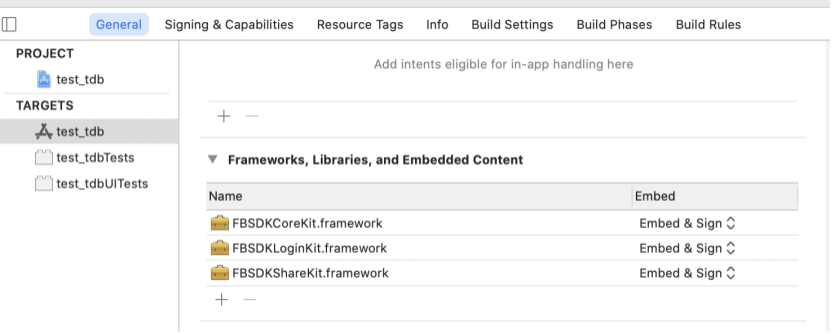 General Signing & Capabilities Resource Tags Info Build Settings Build Phases Build Rules
PROJECT
test_tdb
TARGETS
test_tdb
test_tdbTests
test_tdbUITests
Add intents eligible for in-app handling here
Frameworks, Libraries, and Embedded Content
Name Embed
FBSDKCoreKit.framework Embed & Sign
FBSDKLoginKit.framework Embed & Sign
FBSDKShareKit.framework Embed & Sign